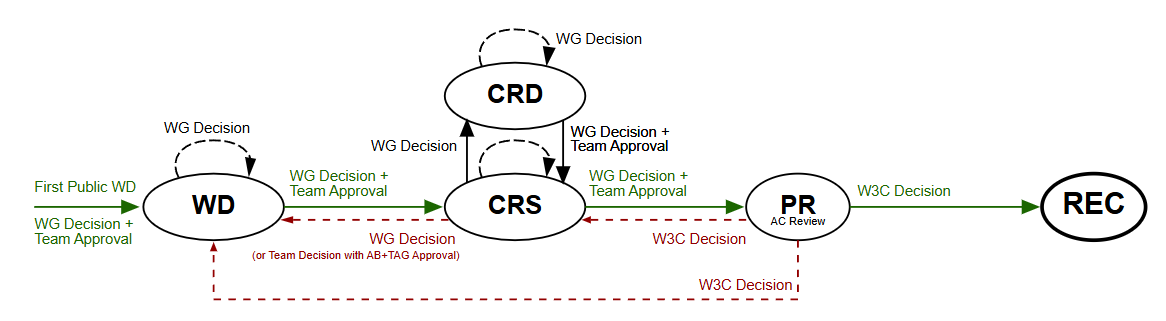 WG Decision
CRD
WG Decision
WG Decision
WG Decision +
Team Approval
First Public WD
WG Decision +
Team Approval
WD
WG Decision +
Team Approval
CRS
WG Decision +
Team Approval
PR
AC Review
W3C Decision
REC
WG Decision
(or Team Decision with AB+TAG Approval)
W3C Decision
W3C Decision